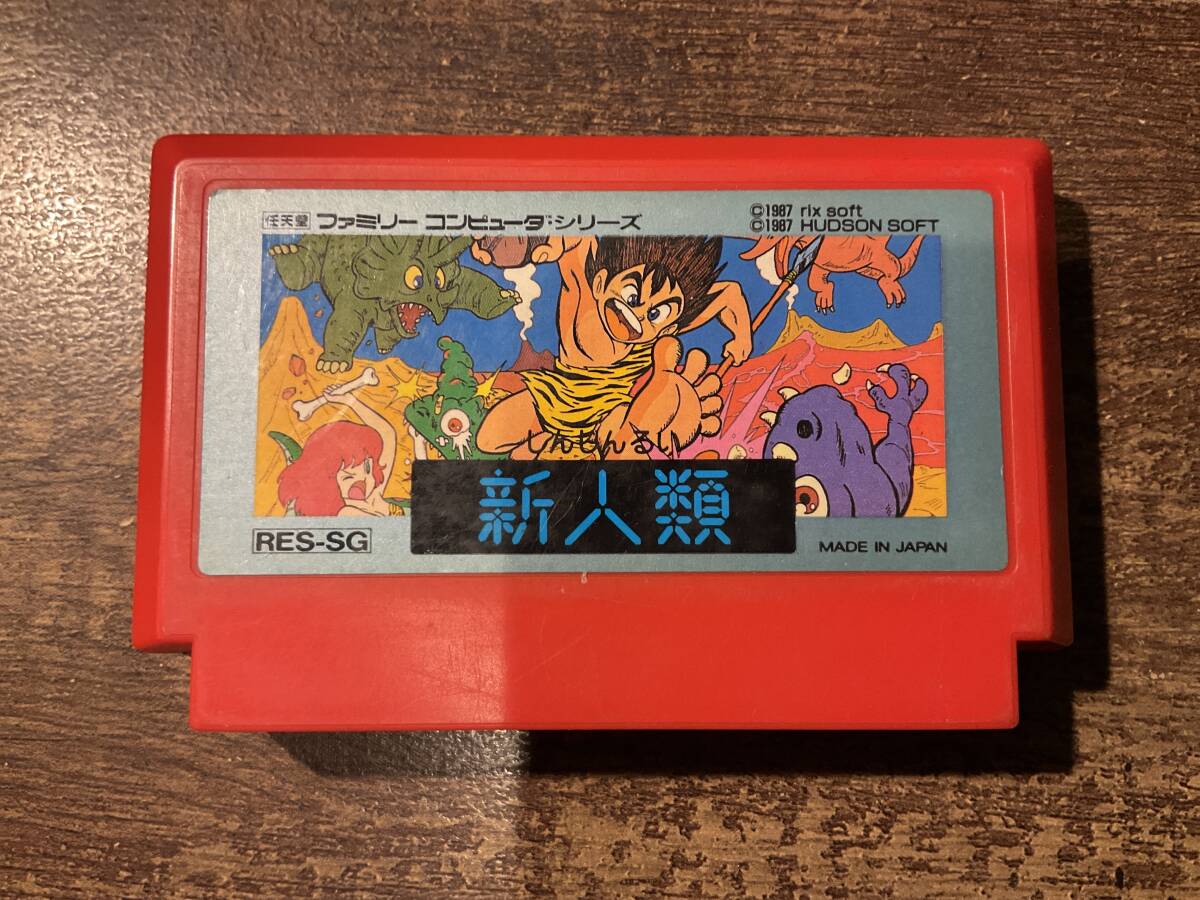 任天堂 ファミリー コンピュータ・シリーズ
©1987 rix soft
©1987 HUDSON SOFT
しんじんるい
新人類
RES-SG
MADE IN JAPAN